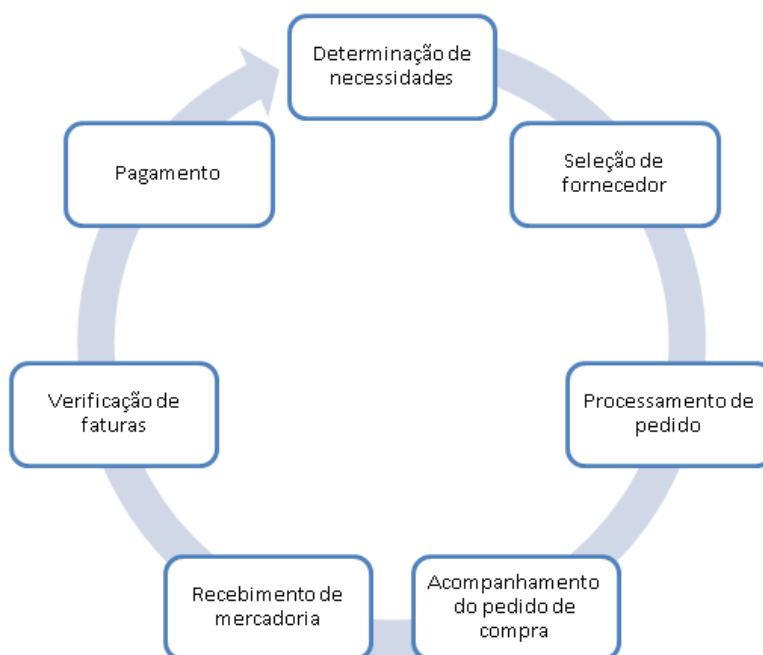 Determinação de
necessidades
Seleção de
fornecedor
Processamento de
pedido
Acompanhamento
do pedido de
compra
Recebimento de
mercadoria
Verificação de
faturas
Pagamento